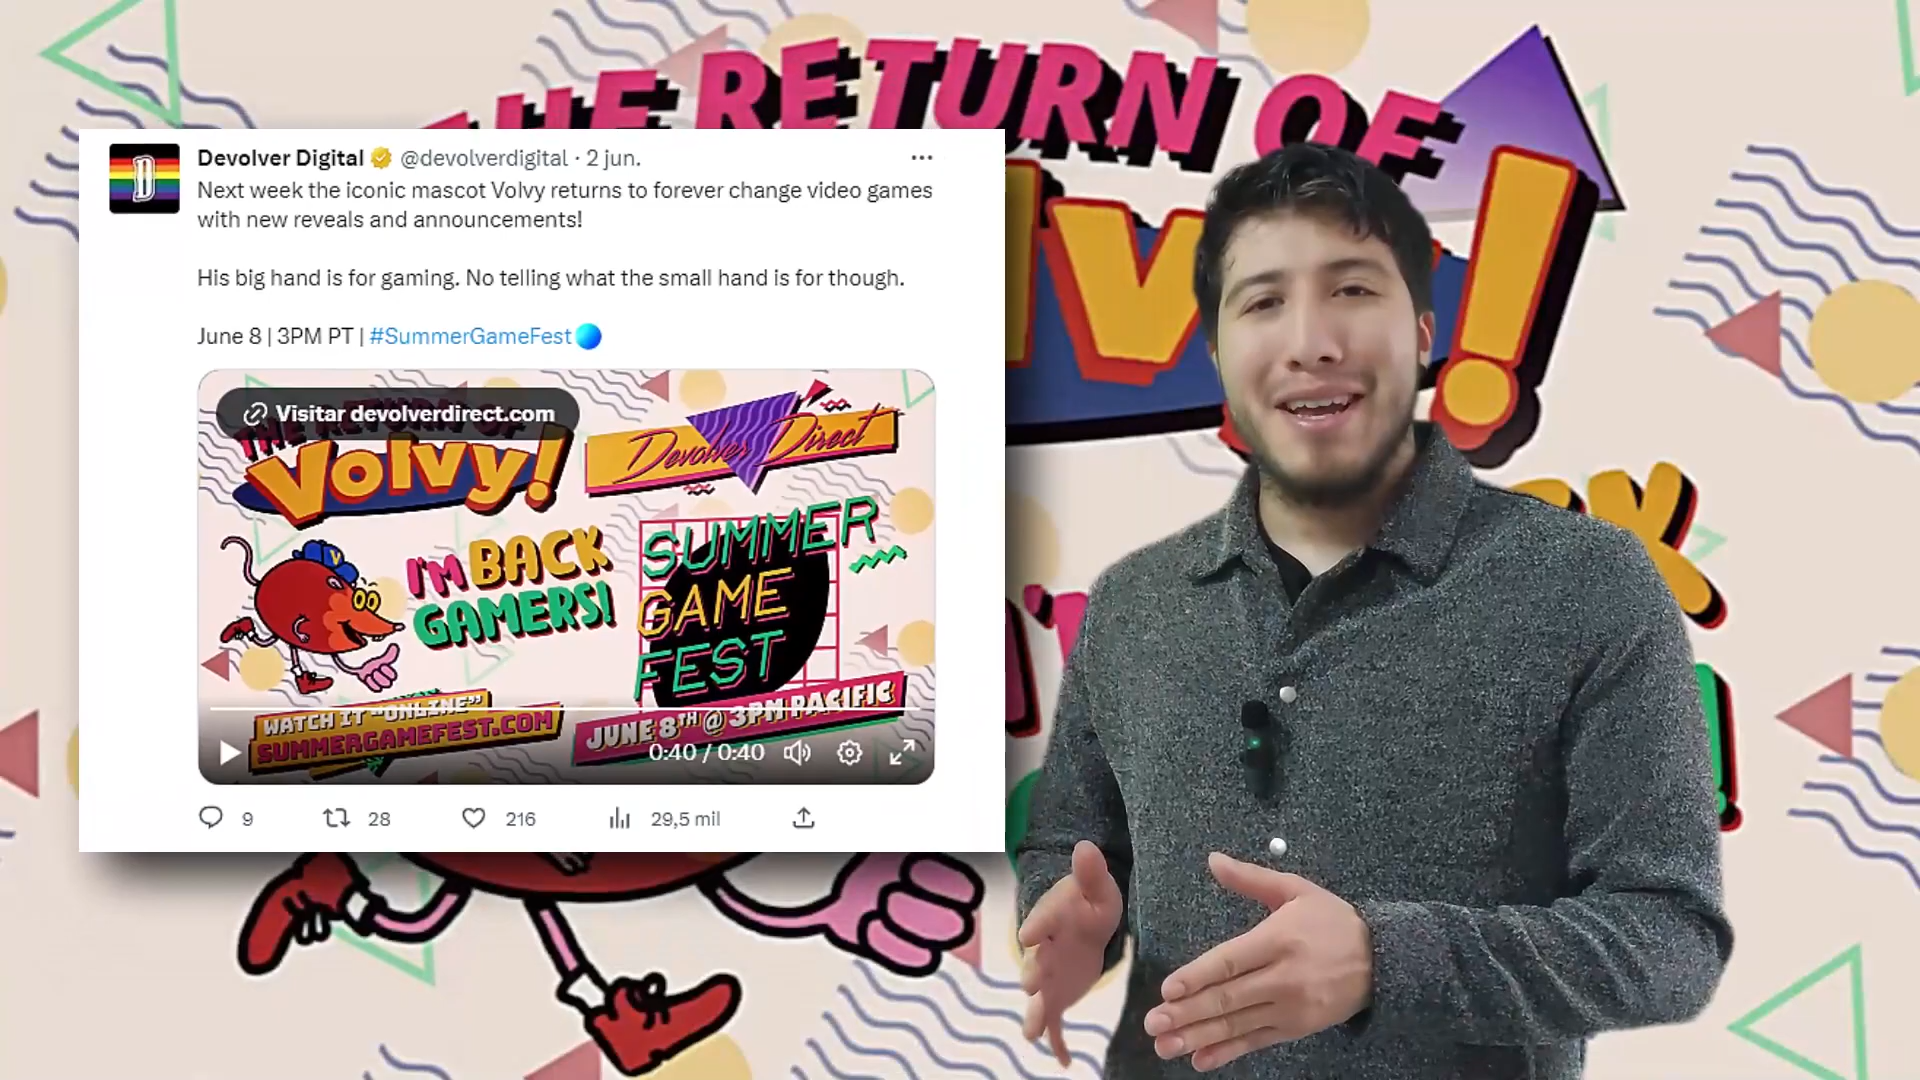 THE RETURN OF
Devolver Digital @devolverdigital · 2 jun.
Next week the iconic mascot Volvy returns to forever change video games
with new reveals and announcements!
His big hand is for gaming. No telling what the small hand is for though.
June 8 | 3PM PT | #SummerGameFest
Visitar devolverdirect.com
THE RETURN OF
Volvy!
Devolver Direct
I'M BACK
GAMERS!
SUMMER
GAME
FEST
WATCH IT "ONLINE"
SUMMERGAMEFEST.COM
JUNE 8TH @ 3PM PACIFIC
0:40 / 0:40
9
28
216
29,5 mil